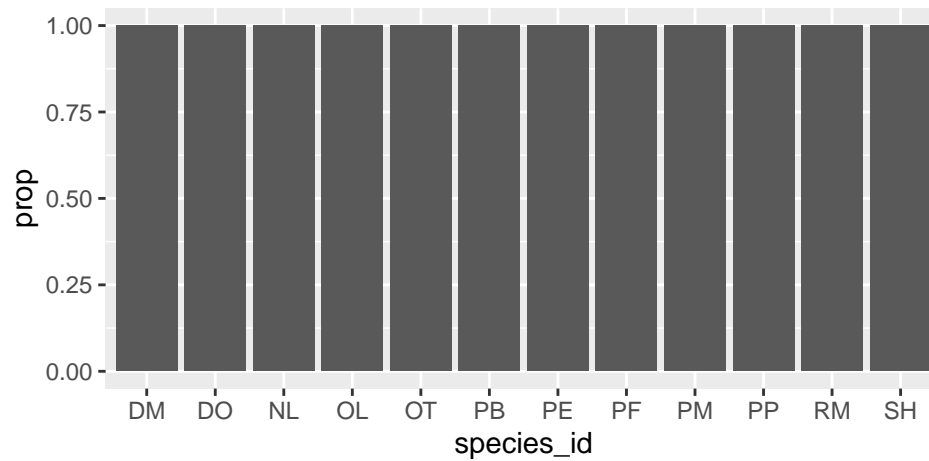 1.00
0.75
prop
0.50
0.25
0.00
DM DO NL OL OT PB PE PF PM PP RM SH
species_id